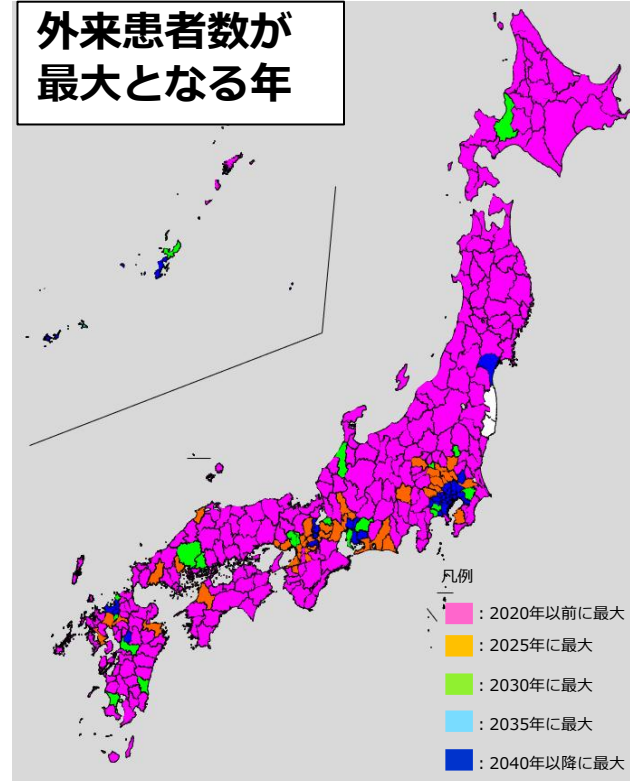 外来患者数が
最大となる年
凡例
：2020年以前に最大
：2025年に最大
：2030年に最大
：2035年に最大
：2040年以降に最大